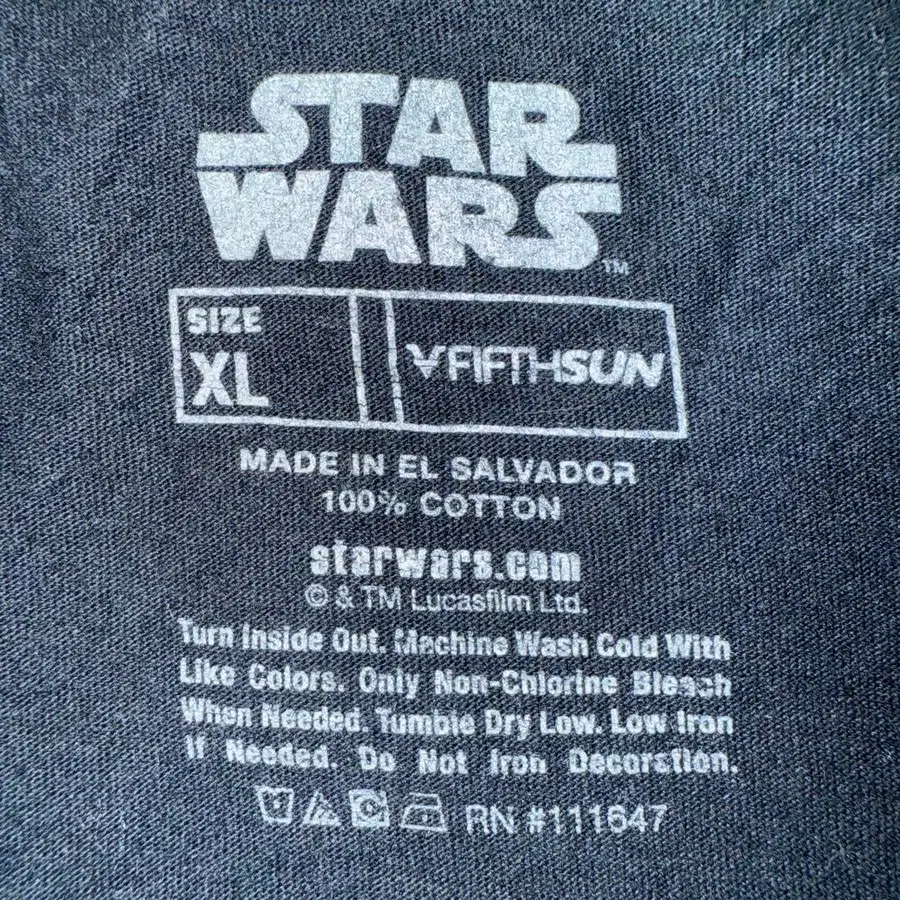 STAR
WARS
TM
SIZE
XL
FIFTHSUN
MADE IN EL SALVADOR
100% COTTON
starwars.com
© & TM Lucasfilm Ltd.
Turn Inside Out. Machine Wash Cold With
Like Colors. Only Non-Chlorine Bleach
When Needed. Tumble Dry Low. Low Iron
If Needed. Do Not Iron Decoration.
RN #111647